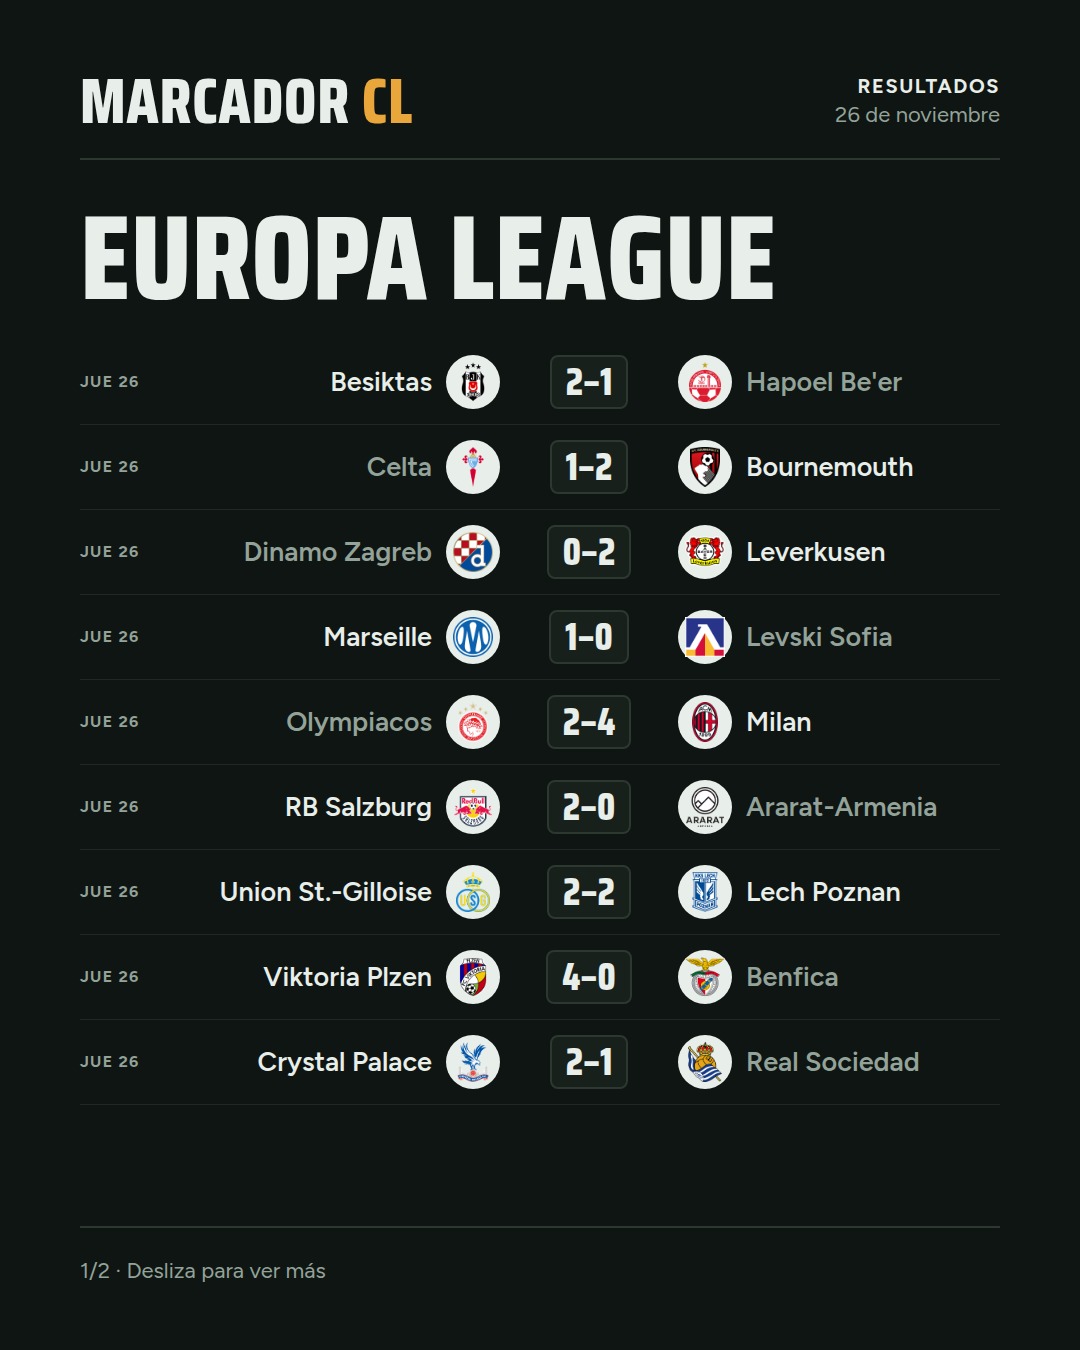 MARCADOR CL
RESULTADOS
26 de noviembre
EUROPA LEAGUE
JUE 26 Besiktas 2–1 Hapoel Be'er
JUE 26 Celta 1–2 Bournemouth
JUE 26 Dinamo Zagreb 0–2 Leverkusen
JUE 26 Marseille 1–0 Levski Sofia
JUE 26 Olympiacos 2–4 Milan
JUE 26 RB Salzburg 2–0 Ararat-Armenia
ARARAT
JUE 26 Union St.-Gilloise 2–2 Lech Poznan
JUE 26 Viktoria Plzen 4–0 Benfica
JUE 26 Crystal Palace 2–1 Real Sociedad
1/2 · Desliza para ver más